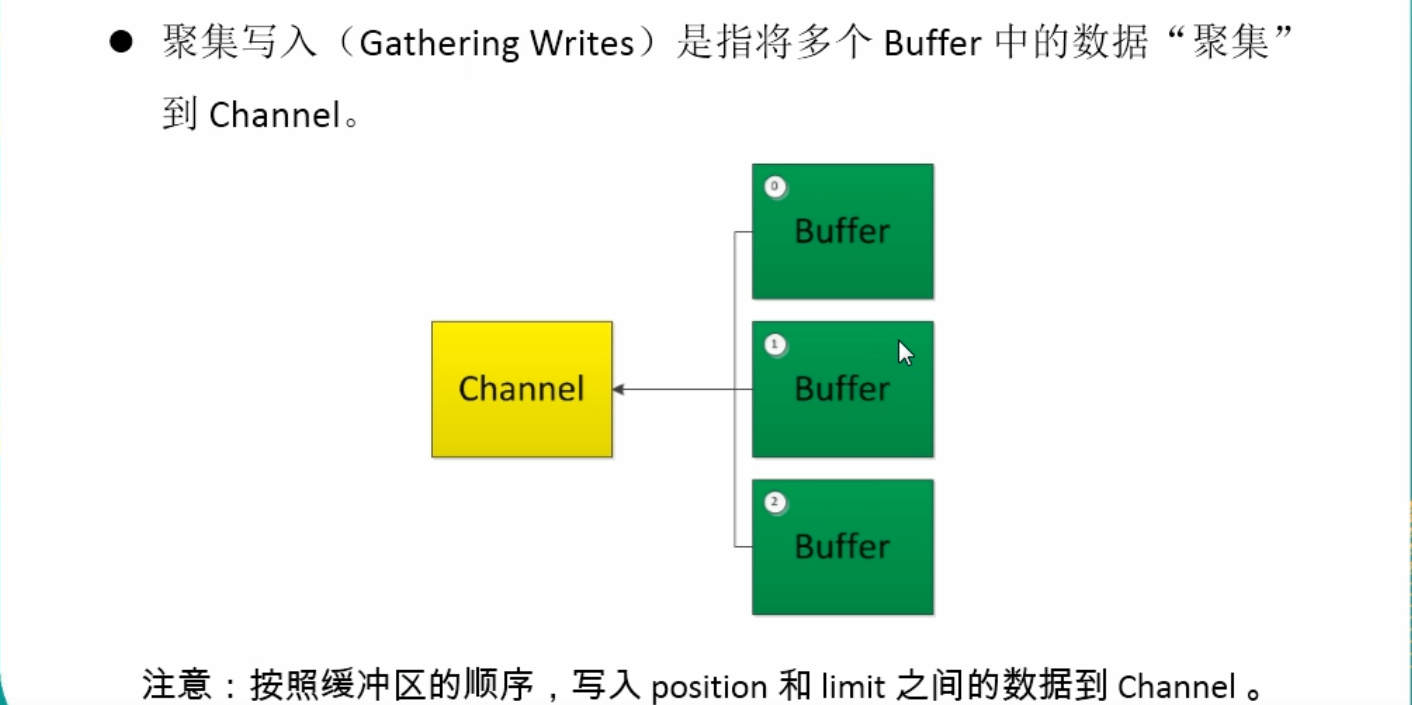 ● 聚集写入（Gathering Writes）是指将多个 Buffer 中的数据“聚集”
到 Channel。
0
Buffer
Channel
1
Buffer
2
Buffer
注意：按照缓冲区的顺序，写入 position 和 limit 之间的数据到 Channel 。